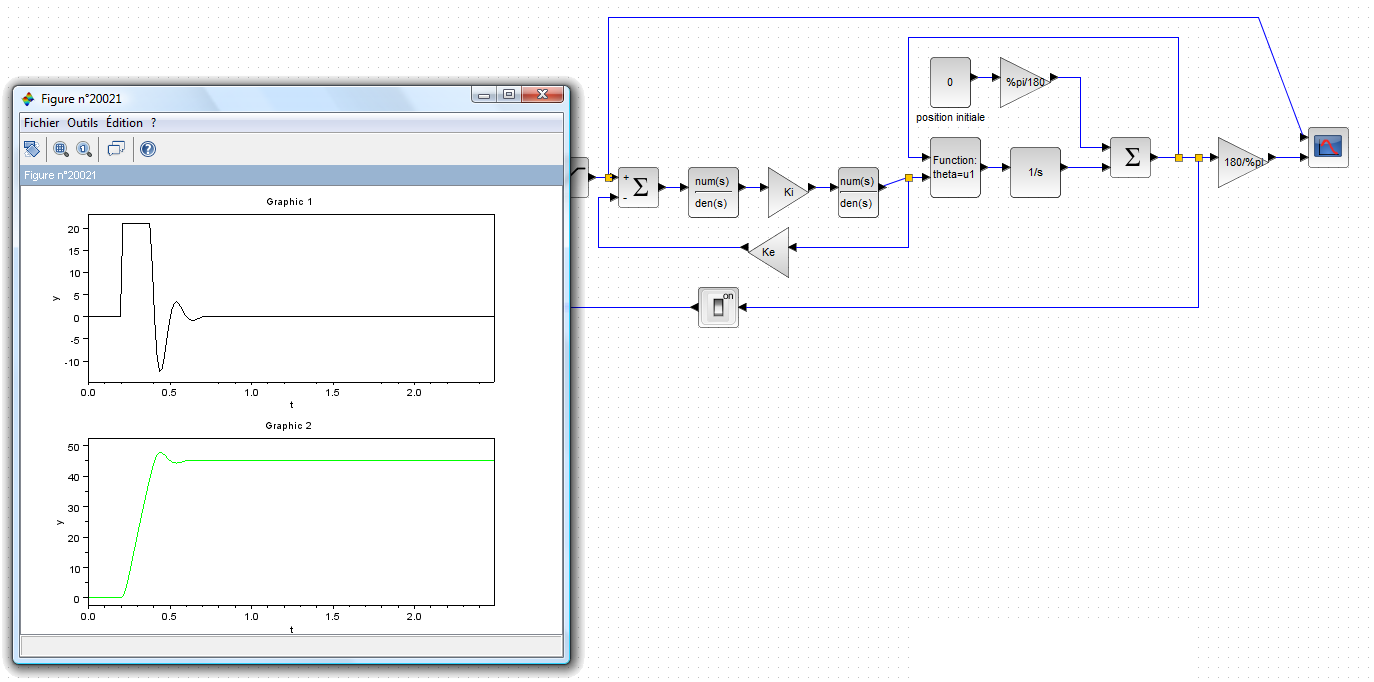 Figure n°20021
Fichier Outils Édition ?
Figure n°20021
Graphic 1
20
15
10
5
0
-5
-10
y
0.0 0.5 1.0 1.5 2.0
t
Graphic 2
50
40
30
20
10
0
y
0.0 0.5 1.0 1.5 2.0
t
0
%pi/180
position initiale
+
-
Σ
num(s)
den(s)
Ki
num(s)
den(s)
Function:
theta=u1
1/s
Σ
180/%pi
Ke
on